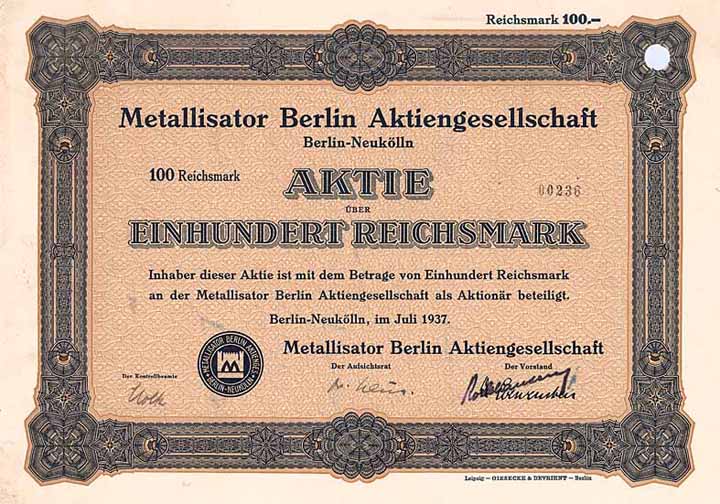 Reichsmark 100.—
Metallisator Berlin Aktiengesellschaft
Berlin-Neukölln
100 Reichsmark
AKTIE
00236
ÜBER
EINHUNDERT REICHSMARK
Inhaber dieser Aktie ist mit dem Betrage von Einhundert Reichsmark
an der Metallisator Berlin Aktiengesellschaft als Aktionär beteiligt.
Berlin-Neukölln, im Juli 1937.
METALLISATOR BERLIN AKTIENGES.
BERLIN-NEUKÖLLN
Metallisator Berlin Aktiengesellschaft
Der Kontrollbeamte
Der Aufsichtsrat
Der Vorstand
Leipzig — GIESECKE & DEVRIENT — Berlin